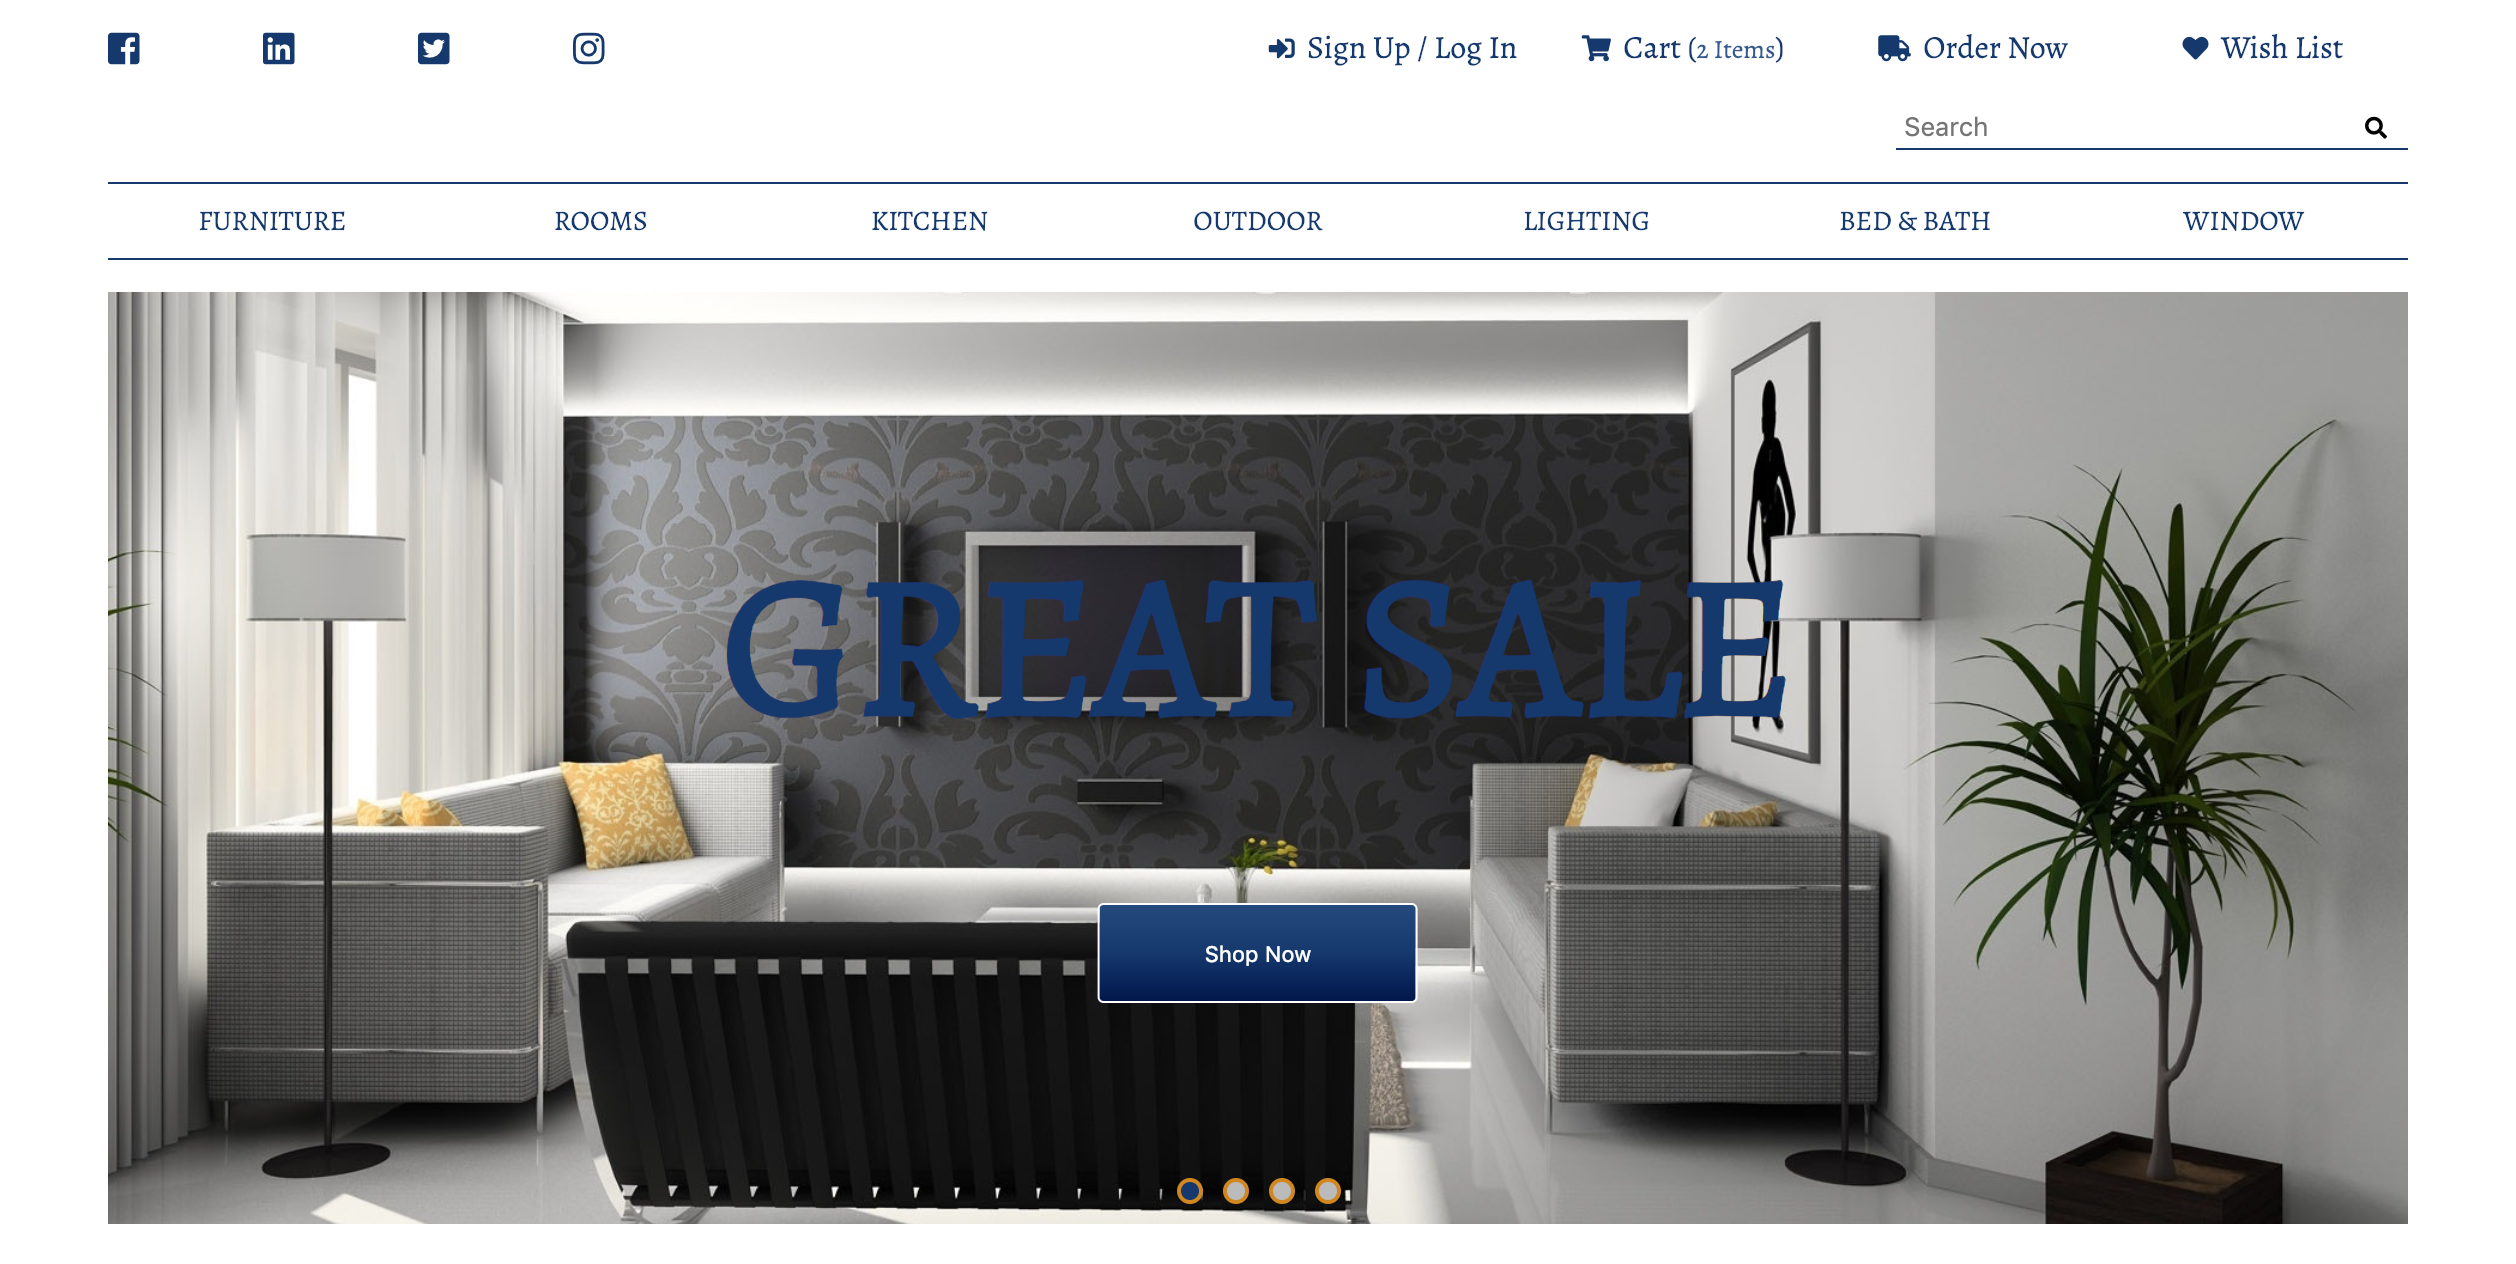 Sign Up / Log In
Cart (2 Items)
Order Now
Wish List
Search
FURNITURE
ROOMS
KITCHEN
OUTDOOR
LIGHTING
BED & BATH
WINDOW
GREAT SALE
Shop Now